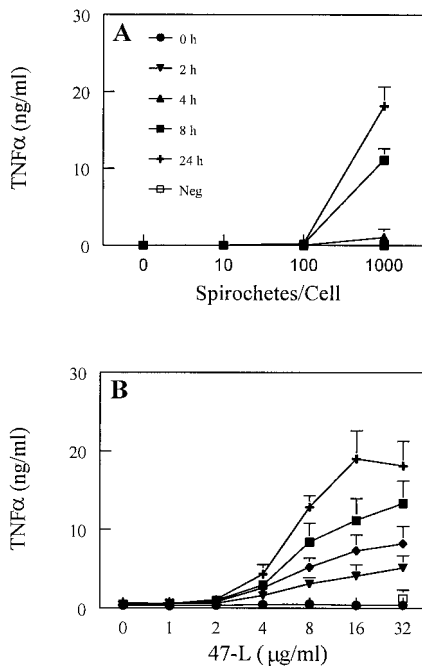 A
TNFα (ng/ml)
30
20
10
0
0 h
2 h
4 h
8 h
24 h
Neg
0 10 100 1000
Spirochetes/Cell
B
TNFα (ng/ml)
30
20
10
0
0 1 2 4 8 16 32
47-L (µg/ml)